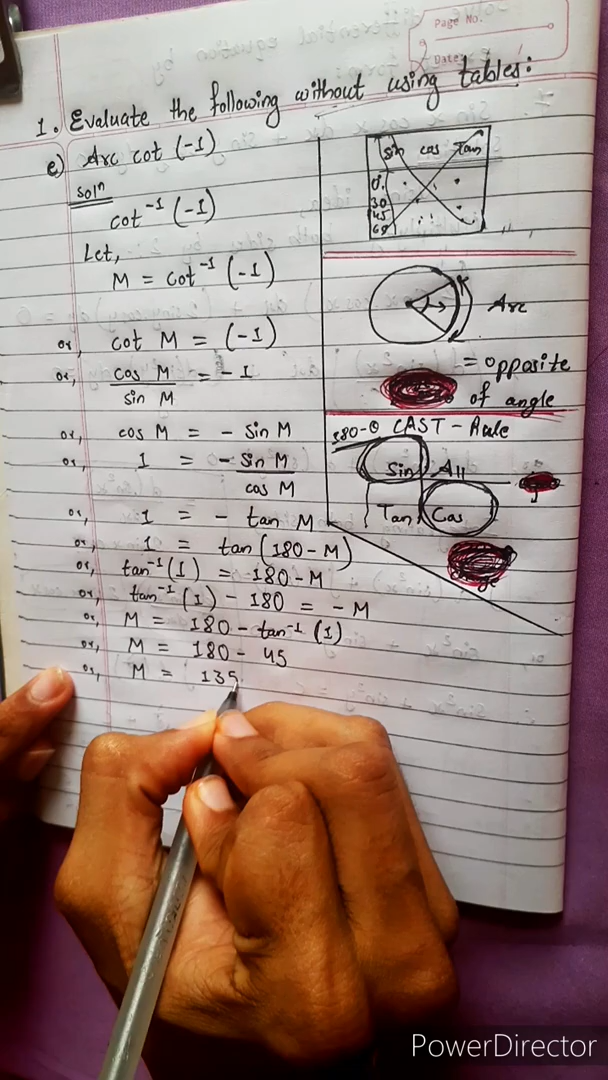 Page No.
Date:
1. Evaluate the following without using tables:
e) Arc cot (-1)
solⁿ
cot⁻¹ (-1)
Let,
M = cot⁻¹ (-1)
or, cot M = (-1)
or, cos M / sin M = -1
or, cos M = - sin M
or, 1 = - sin M / cos M
or, 1 = - tan M
or, 1 = tan (180 - M)
or, tan⁻¹ (1) = 180 - M
or, tan⁻¹ (1) - 180 = - M
or, M = 180 - tan⁻¹ (1)
or, M = 180 - 45
or, M = 135
sin cos Tan
0
30
45
60
Arc
= opposite
of angle
180-θ CAST - Rule
Sin All
Tan Cos
PowerDirector